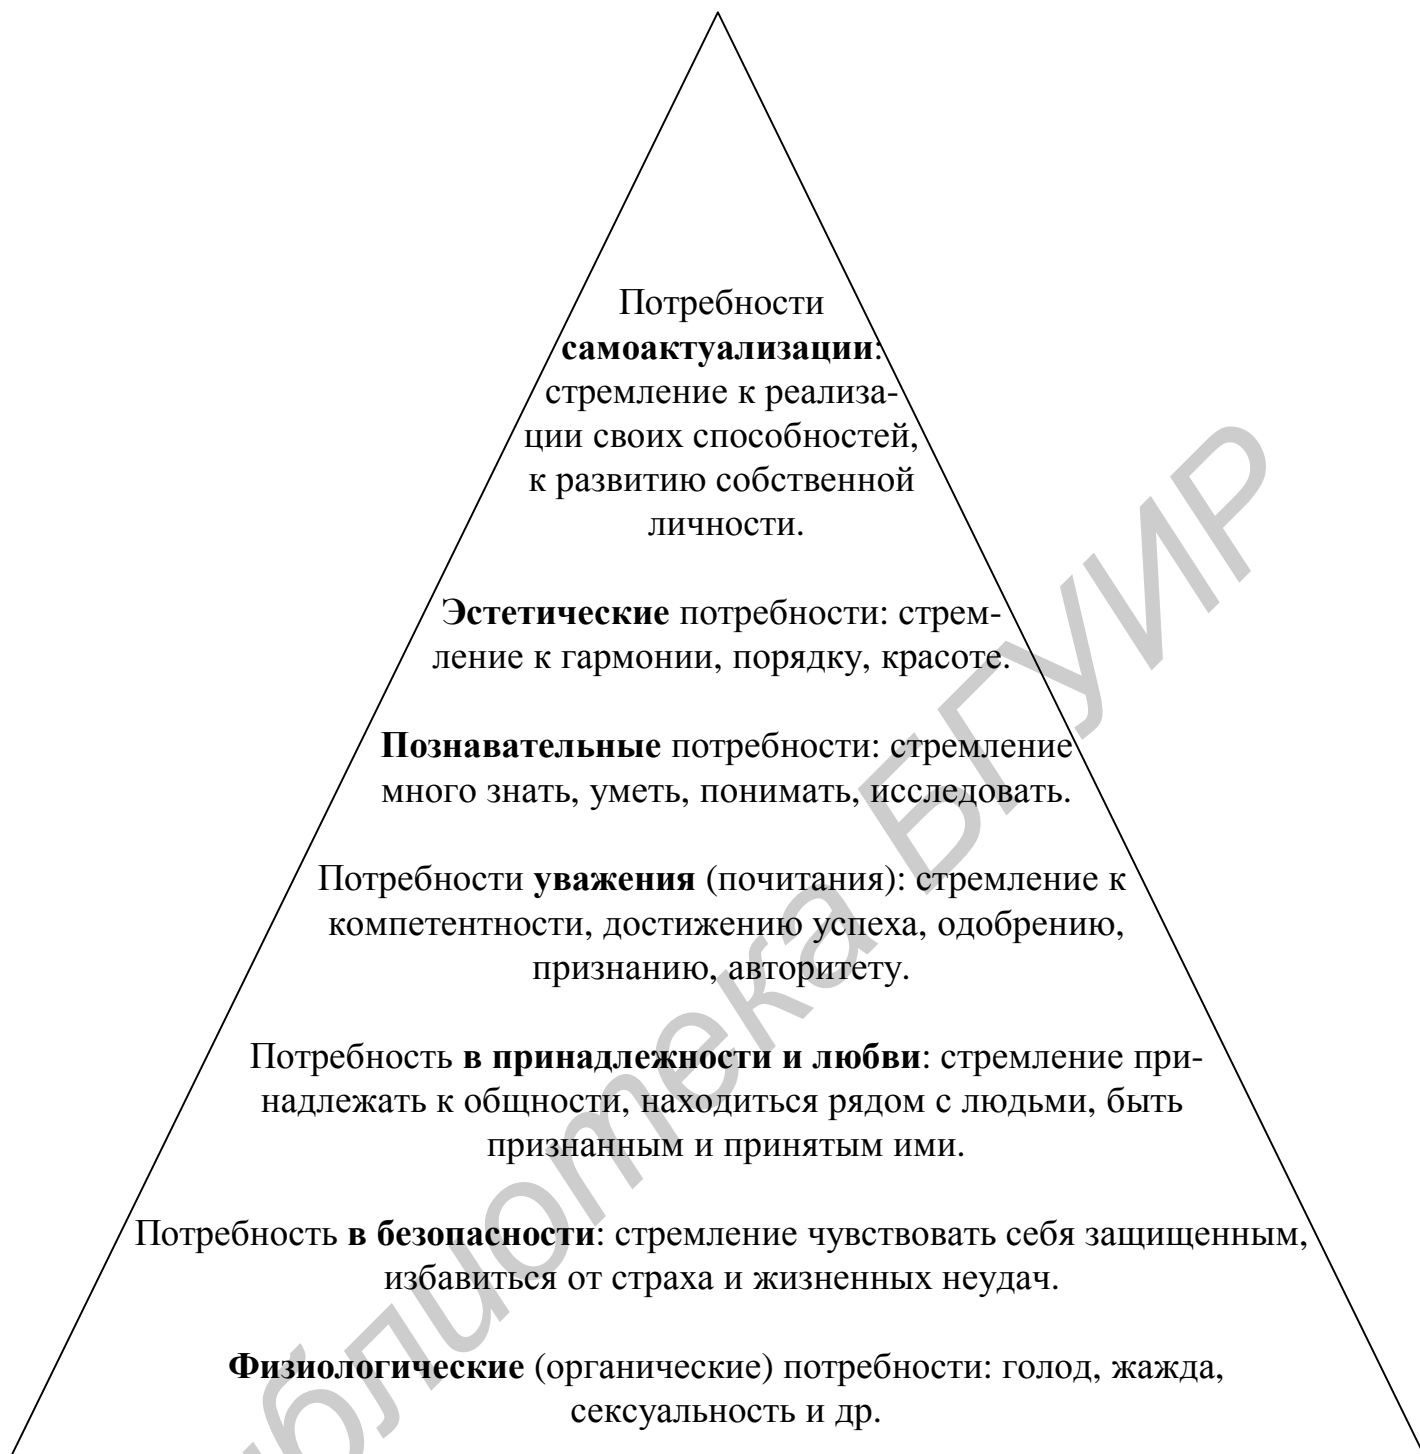 Потребности
самоактуализации:
стремление к реализа-
ции своих способностей,
к развитию собственной
личности.
Эстетические потребности: стрем-
ление к гармонии, порядку, красоте.
Познавательные потребности: стремление
много знать, уметь, понимать, исследовать.
Потребности уважения (почитания): стремление к
компетентности, достижению успеха, одобрению,
признанию, авторитету.
Потребность в принадлежности и любви: стремление при-
надлежать к общности, находиться рядом с людьми, быть
признанным и принятым ими.
Потребность в безопасности: стремление чувствовать себя защищенным,
избавиться от страха и жизненных неудач.
Физиологические (органические) потребности: голод, жажда,
сексуальность и др.
иблиотека БГУИР